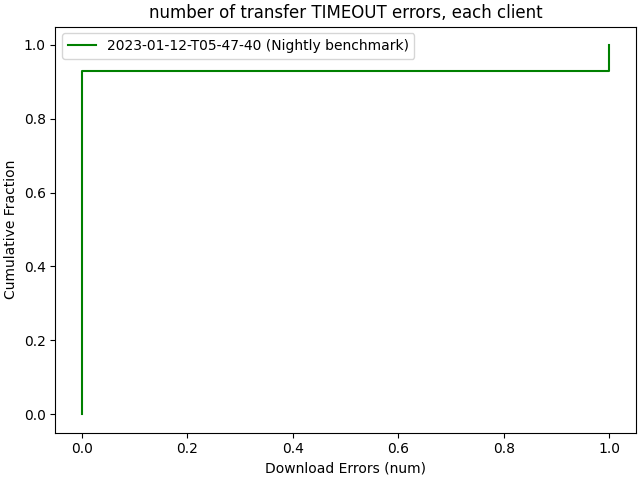 number of transfer TIMEOUT errors, each client
2023-01-12-T05-47-40 (Nightly benchmark)
Cumulative Fraction
1.0
0.8
0.6
0.4
0.2
0.0
0.0 0.2 0.4 0.6 0.8 1.0
Download Errors (num)